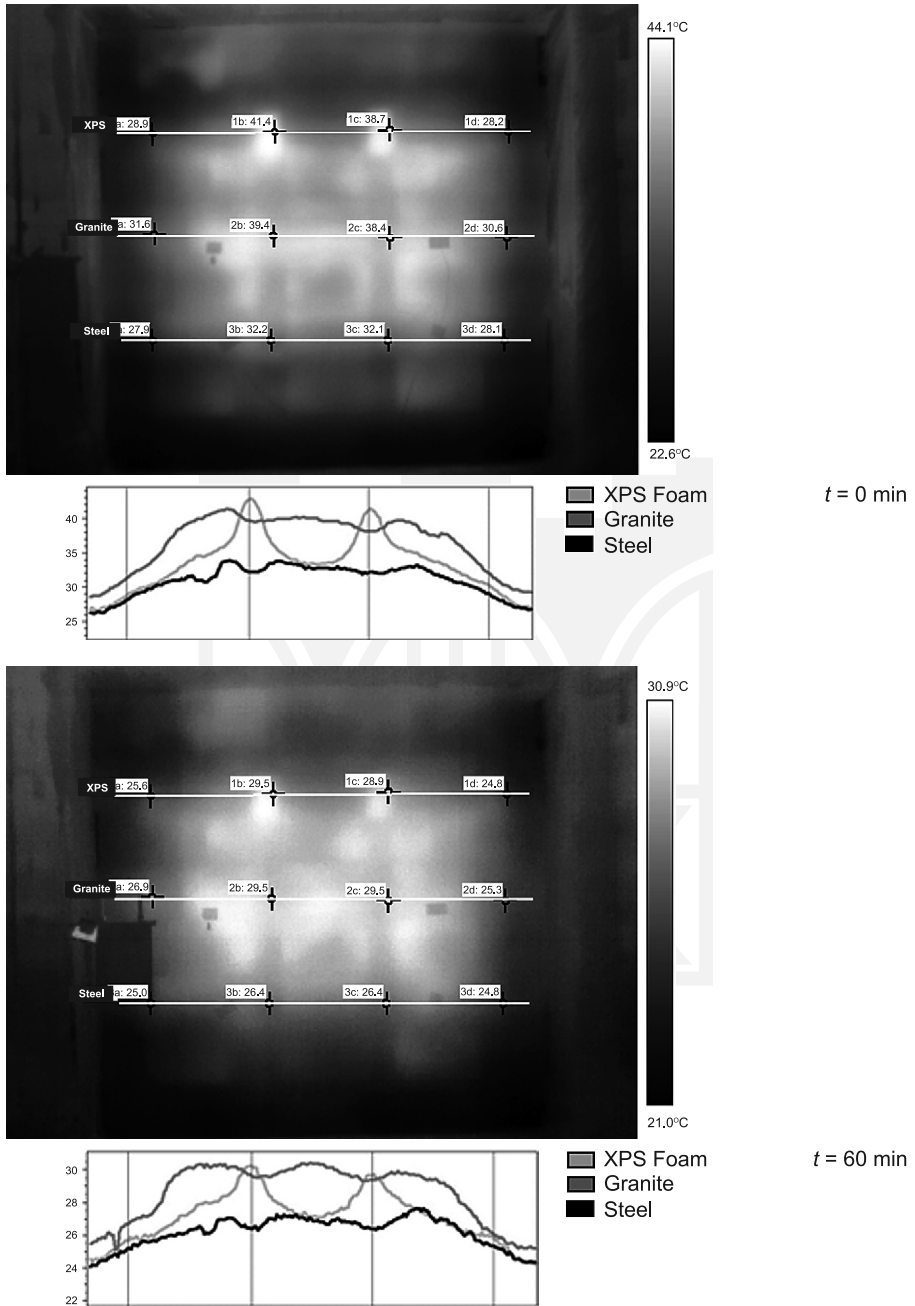 44.1°C
XPS
a: 28.9
1b: 41.4
1c: 38.7
1d: 28.2
Granite
a: 31.6
2b: 39.4
2c: 38.4
2d: 30.6
Steel
: 27.9
3b: 32.2
3c: 32.1
3d: 28.1
22.6°C
40
35
30
25
XPS Foam
Granite
Steel
t = 0 min
30.9°C
XPS
a: 25.6
1b: 29.5
1c: 28.9
1d: 24.8
Granite
a: 26.9
2b: 29.5
2c: 29.5
2d: 25.3
Steel
a: 25.0
3b: 26.4
3c: 26.4
3d: 24.8
21.0°C
30
28
26
24
22
XPS Foam
Granite
Steel
t = 60 min